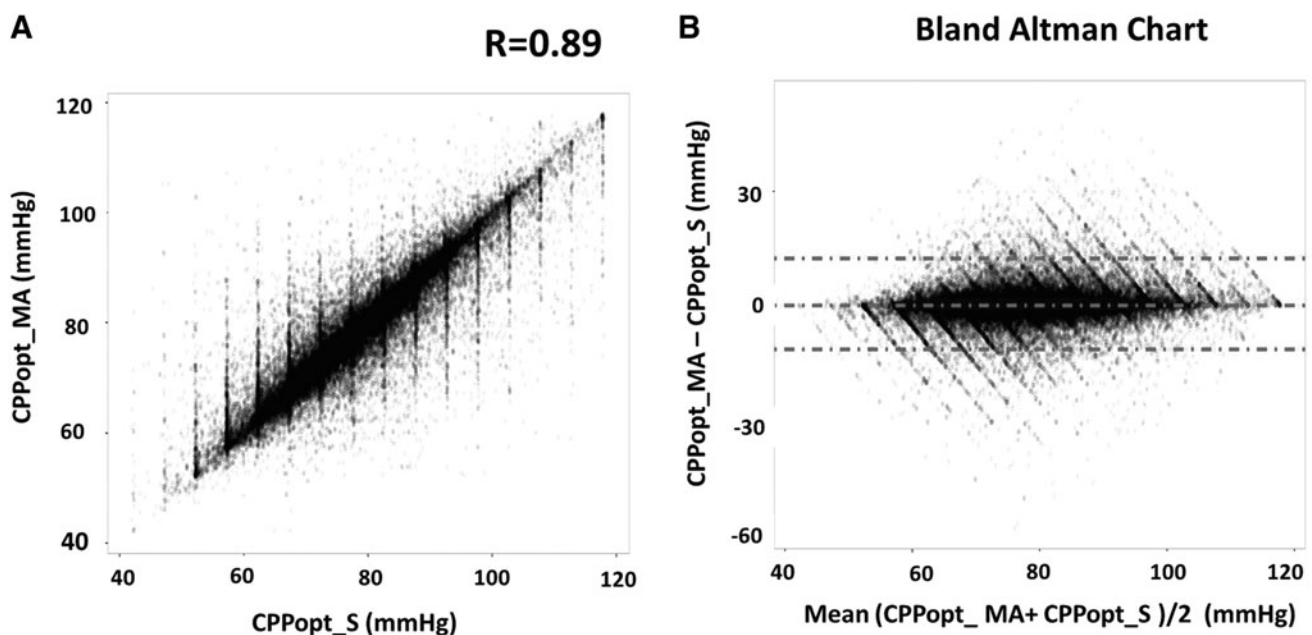 A
R=0.89
CPPopt_MA (mmHg)
120
100
80
60
40
40 60 80 100 120
CPPopt_S (mmHg)
B
Bland Altman Chart
CPPopt_MA – CPPopt_S (mmHg)
30
0
-30
-60
40 60 80 100 120
Mean (CPPopt_ MA+ CPPopt_S )/2 (mmHg)